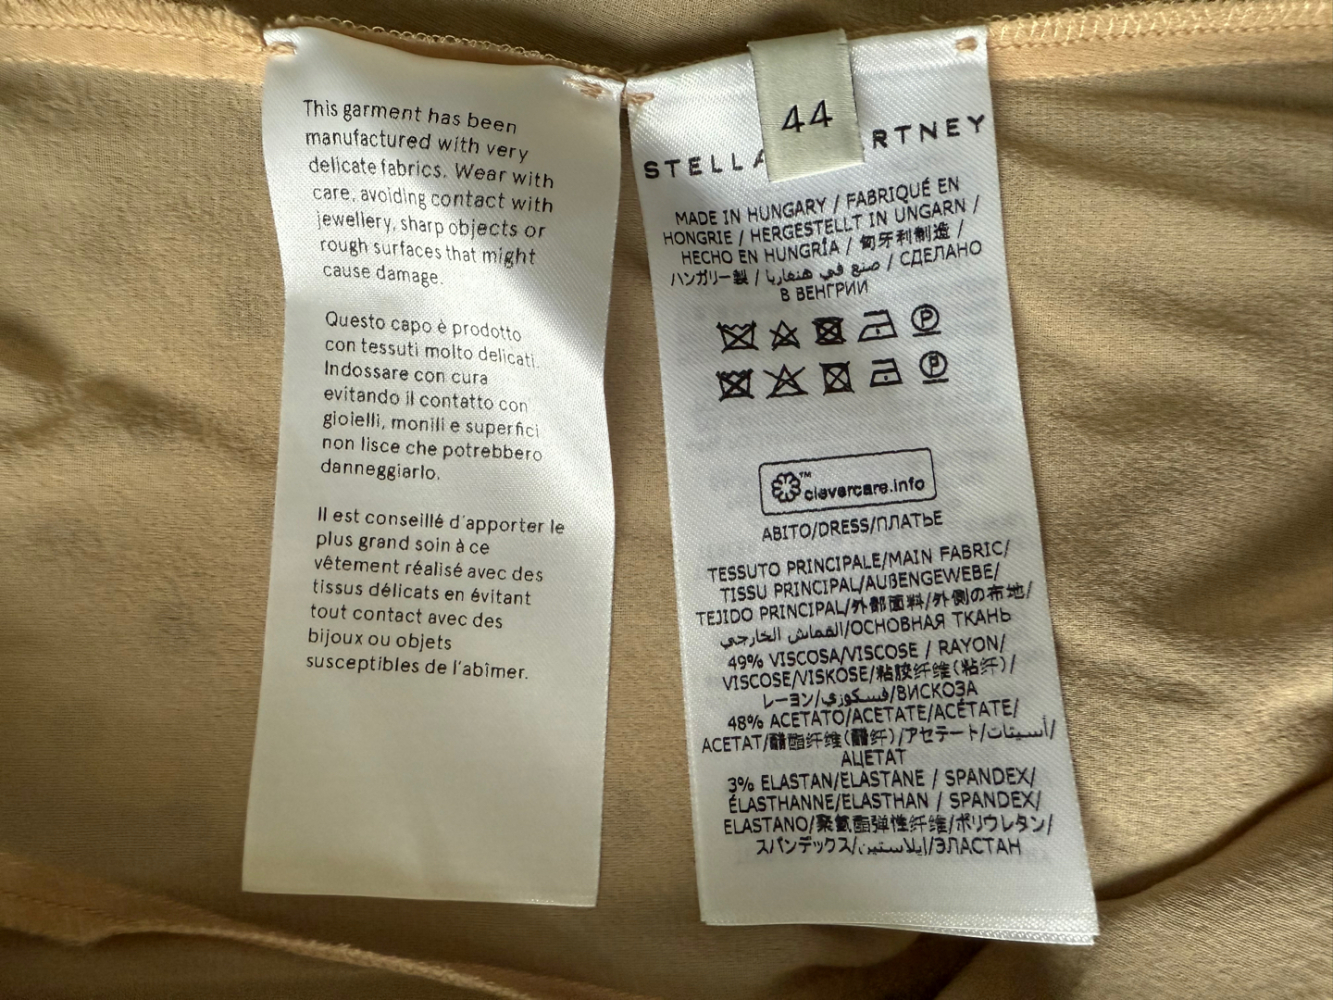 This garment has been
manufactured with very
delicate fabrics. Wear with
care, avoiding contact with
jewellery, sharp objects or
rough surfaces that might
cause damage.
Questo capo è prodotto
con tessuti molto delicati.
Indossare con cura
evitando il contatto con
gioielli, monili e superfici
non lisce che potrebbero
danneggiarlo.
Il est conseillé d'apporter le
plus grand soin à ce
vêtement réalisé avec des
tissus délicats en évitant
tout contact avec des
bijoux ou objets
susceptibles de l'abîmer.
44
STELLA RTNEY
MADE IN HUNGARY / FABRIQUÉ EN
HONGRIE / HERGESTELLT IN UNGARN /
HECHO EN HUNGRÍA / 匈牙利制造 /
ハンガリー製 / صنع في هنغاريا / СДЕЛАНО
В ВЕНГРИИ
P
P
clevercare.info™
ABITO/DRESS/ПЛАТЬЕ
TESSUTO PRINCIPALE/MAIN FABRIC/
TISSU PRINCIPAL/AUßENGEWEBE/
TEJIDO PRINCIPAL/外部面料/外側の布地/
القماش الخارجي/ОСНОВНАЯ ТКАНЬ
49% VISCOSA/VISCOSE / RAYON/
VISCOSE/VISKOSE/粘胶纤维(粘纤)/
レーヨン/فسكوزي/ВИСКОЗА
48% ACETATO/ACETATE/ACÉTATE/
ACETAT/醋酯纤维(醋纤)/アセテート/أسيتات/
АЦЕТАТ
3% ELASTAN/ELASTANE / SPANDEX/
ÉLASTHANNE/ELASTHAN / SPANDEX/
ELASTANO/聚氨酯弹性纤维/ポリウレタン/
スパンデックス/إيلاستين/ЭЛАСТАН